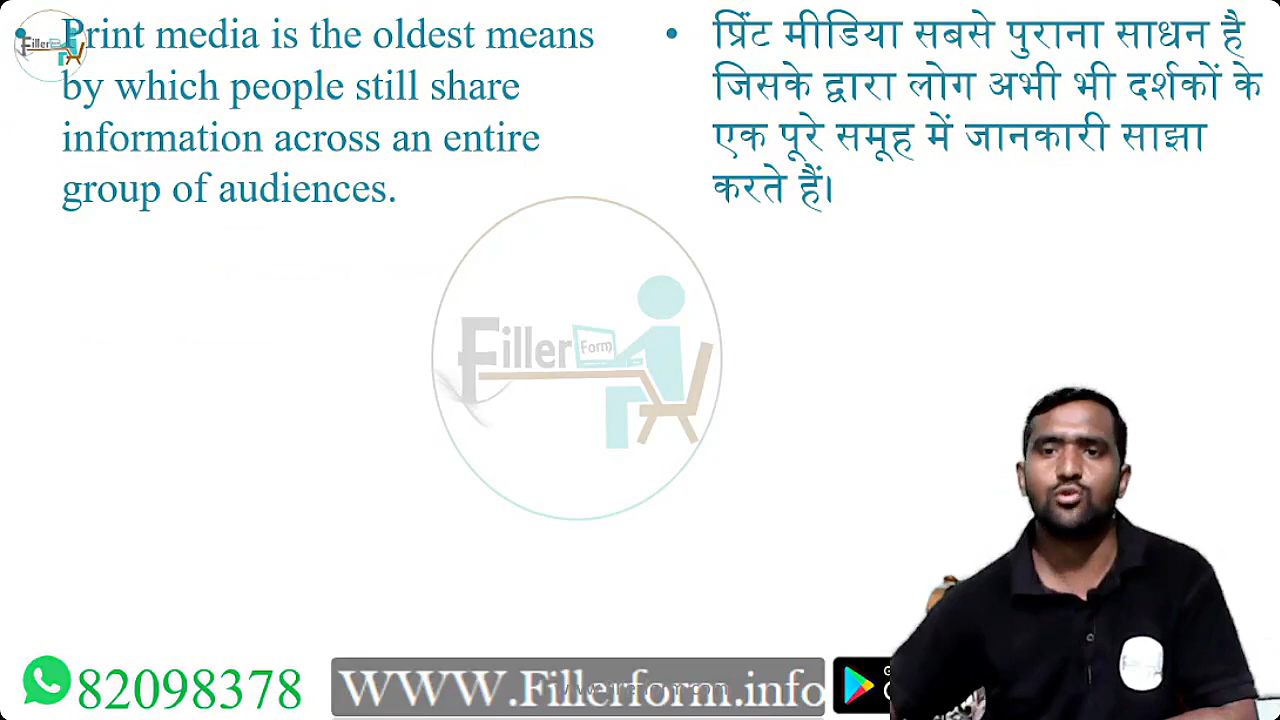 Print media is the oldest means
by which people still share
information across an entire
group of audiences.
प्रिंट मीडिया सबसे पुराना साधन है
जिसके द्वारा लोग अभी भी दर्शकों के
एक पूरे समूह में जानकारी साझा
करते हैं।
Filler Form
82098378
WWW.Fillerform.info